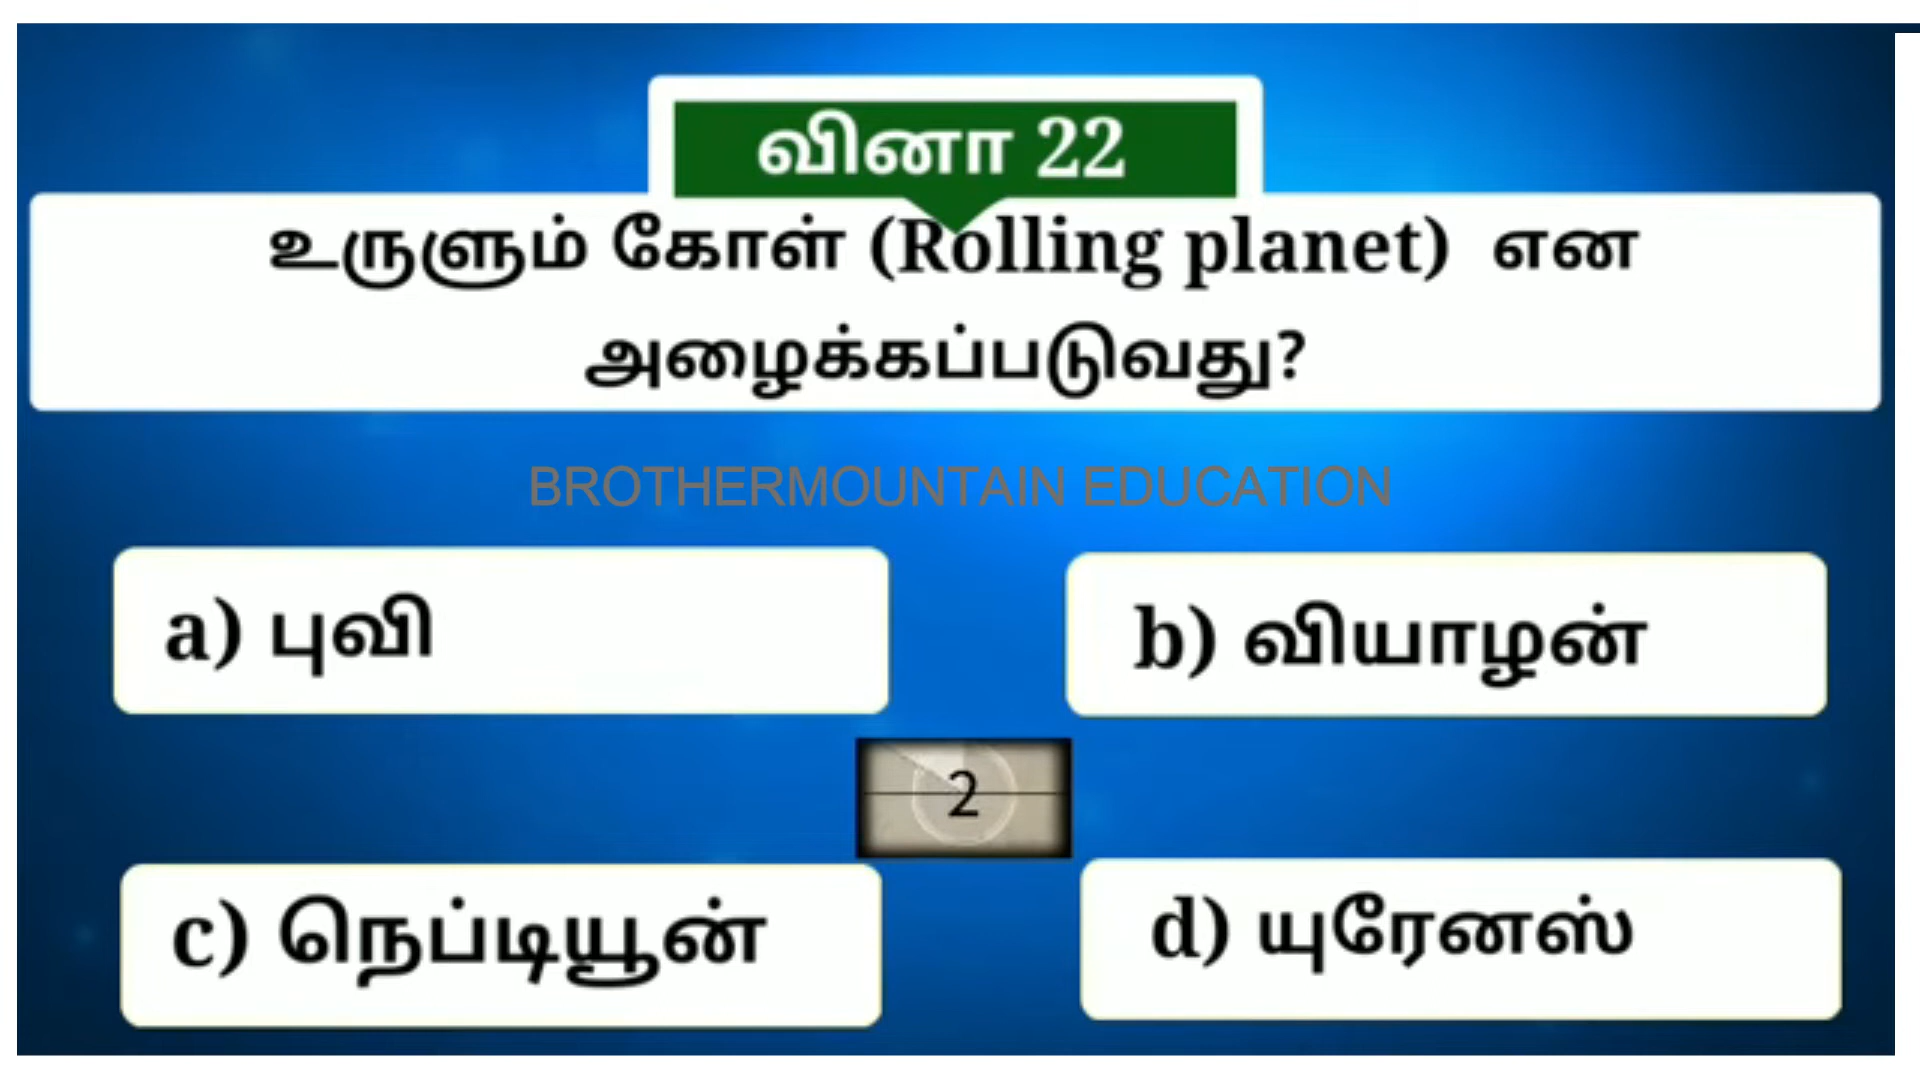 வினா 22
உருளும் கோள் (Rolling planet) என
அழைக்கப்படுவது?
BROTHERMOUNTAIN EDUCATION
a) புவி
b) வியாழன்
2
c) நெப்டியூன்
d) யுரேனஸ்